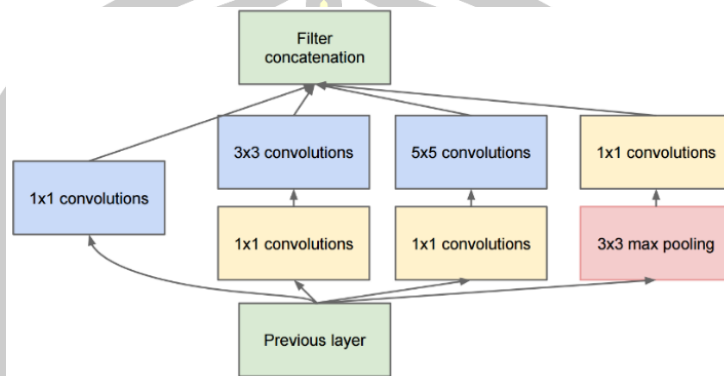 Filter
concatenation
3x3 convolutions
5x5 convolutions
1x1 convolutions
1x1 convolutions
1x1 convolutions
1x1 convolutions
3x3 max pooling
Previous layer